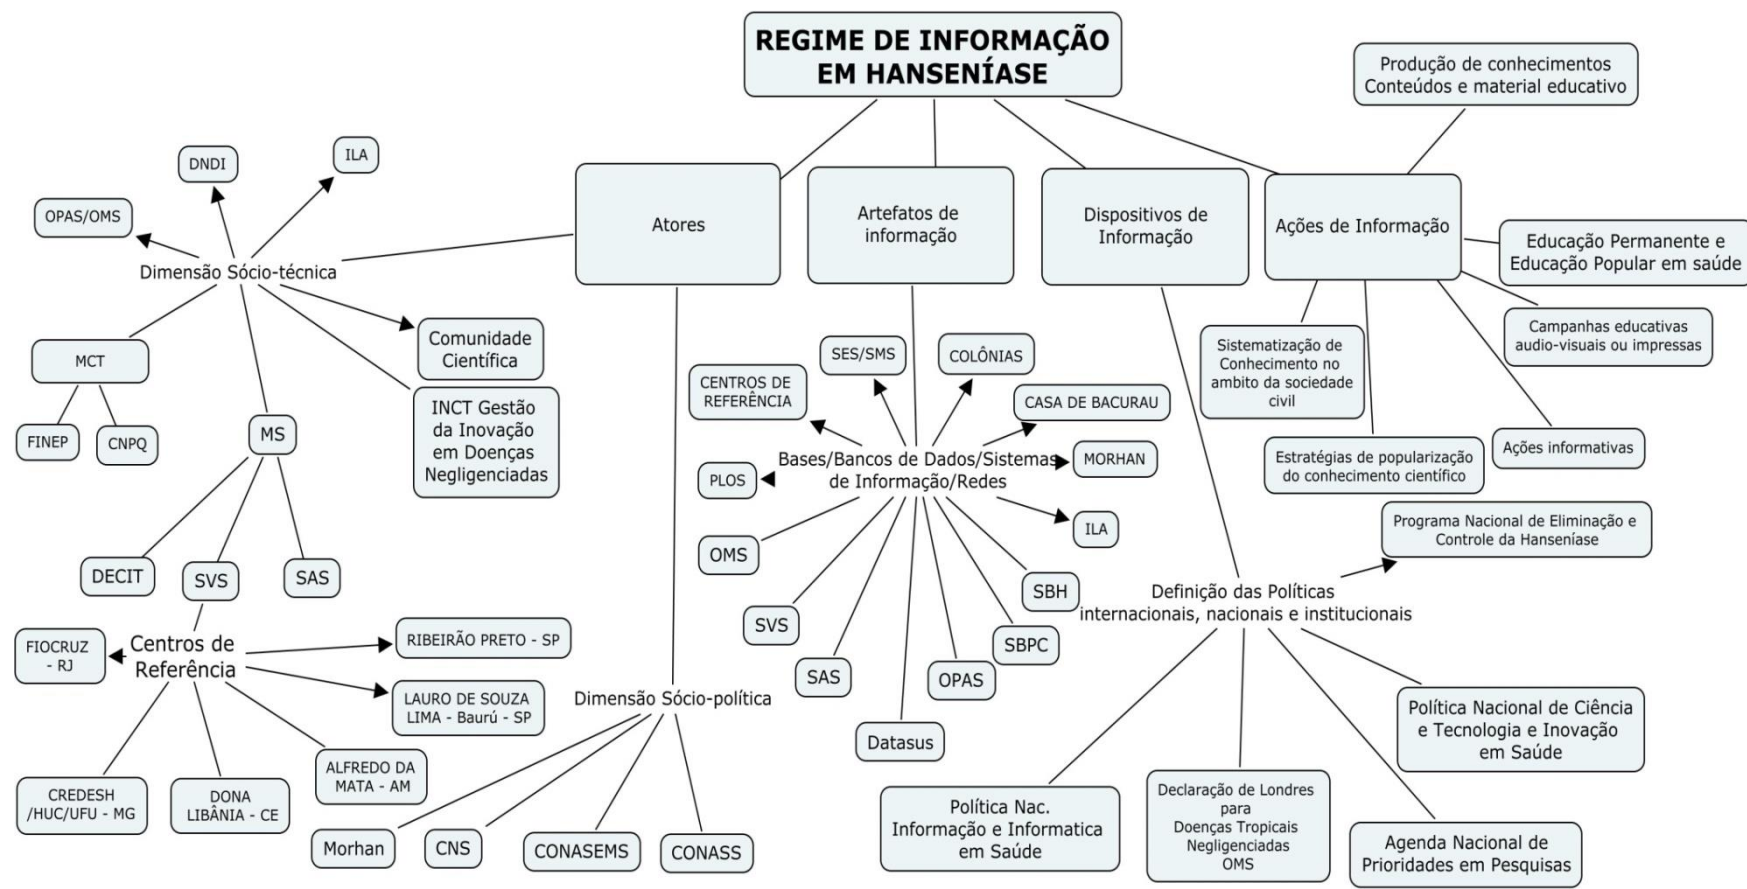 REGIME DE INFORMAÇÃO
EM HANSENÍASE
Produção de conhecimentos
Conteúdos e material educativo
ILA
DNDI
OPAS/OMS
Dimensão Sócio-técnica
Atores
Artefatos de
informação
Dispositivos de
Informação
Ações de Informação
Educação Permanente e
Educação Popular em saúde
Campanhas educativas
audio-visuais ou impressas
Sistematização de
Conhecimento no
ambito da sociedade
civil
Ações informativas
Estratégias de popularização
do conhecimento científico
MCT
FINEP
CNPQ
MS
Comunidade
Científica
INCT Gestão
da Inovação
em Doenças
Negligenciadas
DECIT
SVS
SAS
Centros de
Referência
FIOCRUZ
- RJ
RIBEIRÃO PRETO - SP
LAURO DE SOUZA
LIMA - Baurú - SP
ALFREDO DA
MATA - AM
DONA
LIBÂNIA - CE
CREDESH
/HUC/UFU - MG
Dimensão Sócio-política
Morhan
CNS
CONASEMS
CONASS
SES/SMS
COLÔNIAS
CENTROS DE
REFERÊNCIA
CASA DE BACURAU
Bases/Bancos de Dados/Sistemas
de Informação/Redes
MORHAN
PLOS
ILA
OMS
SBH
SVS
SBPC
SAS
OPAS
Datasus
Programa Nacional de Eliminação e
Controle da Hanseníase
Definição das Políticas
internacionais, nacionais e institucionais
Política Nacional de Ciência
e Tecnologia e Inovação
em Saúde
Política Nac.
Informação e Informatica
em Saúde
Declaração de Londres
para
Doenças Tropicais
Negligenciadas
OMS
Agenda Nacional de
Prioridades em Pesquisas